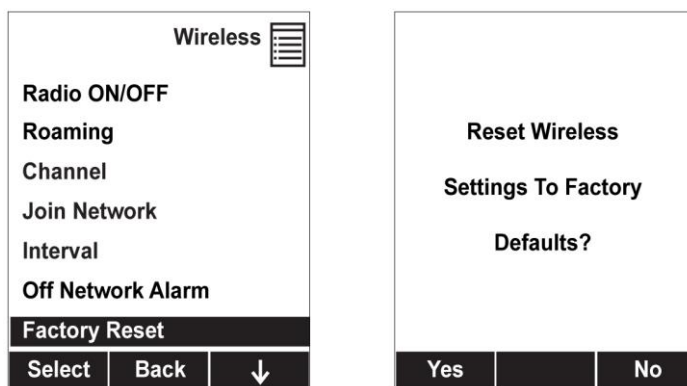 Wireless
Radio ON/OFF
Roaming
Channel
Join Network
Interval
Off Network Alarm
Factory Reset
Select Back ↓
Reset Wireless
Settings To Factory
Defaults?
Yes No